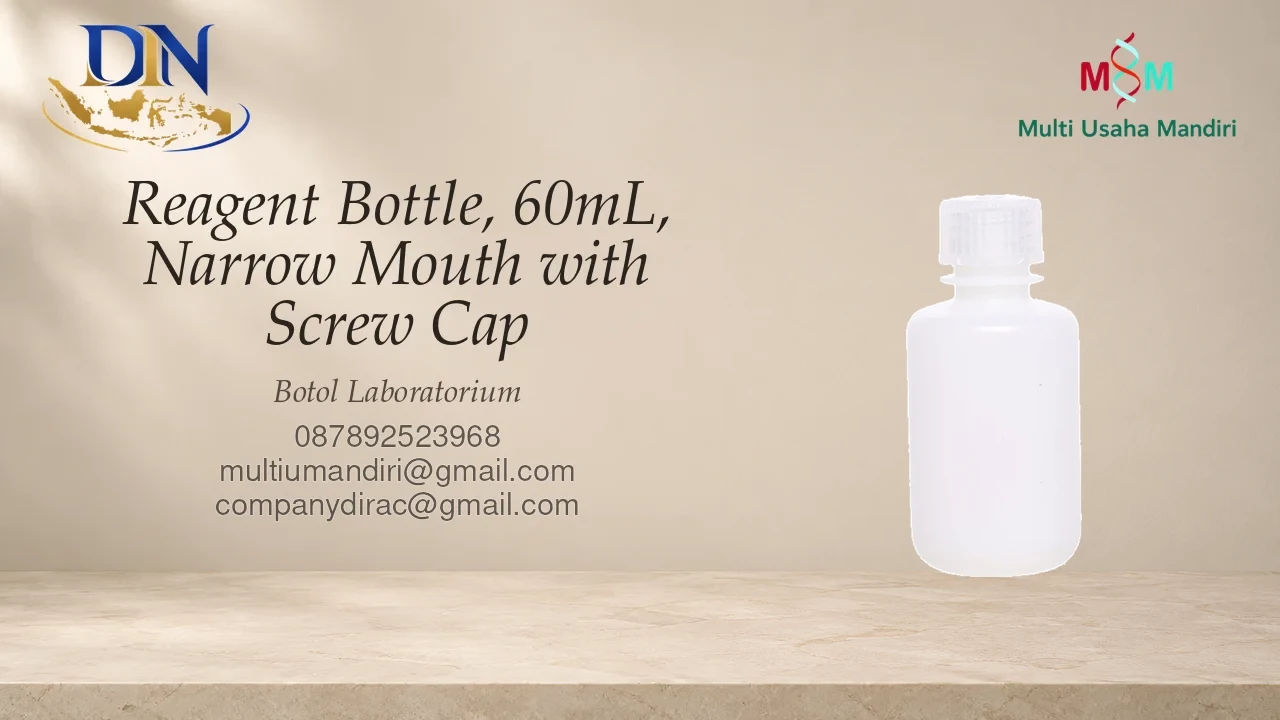 DIN
M M
Multi Usaha Mandiri
Reagent Bottle, 60mL,
Narrow Mouth with
Screw Cap
Botol Laboratorium
087892523968
multiumandiri@gmail.com
companydirac@gmail.com